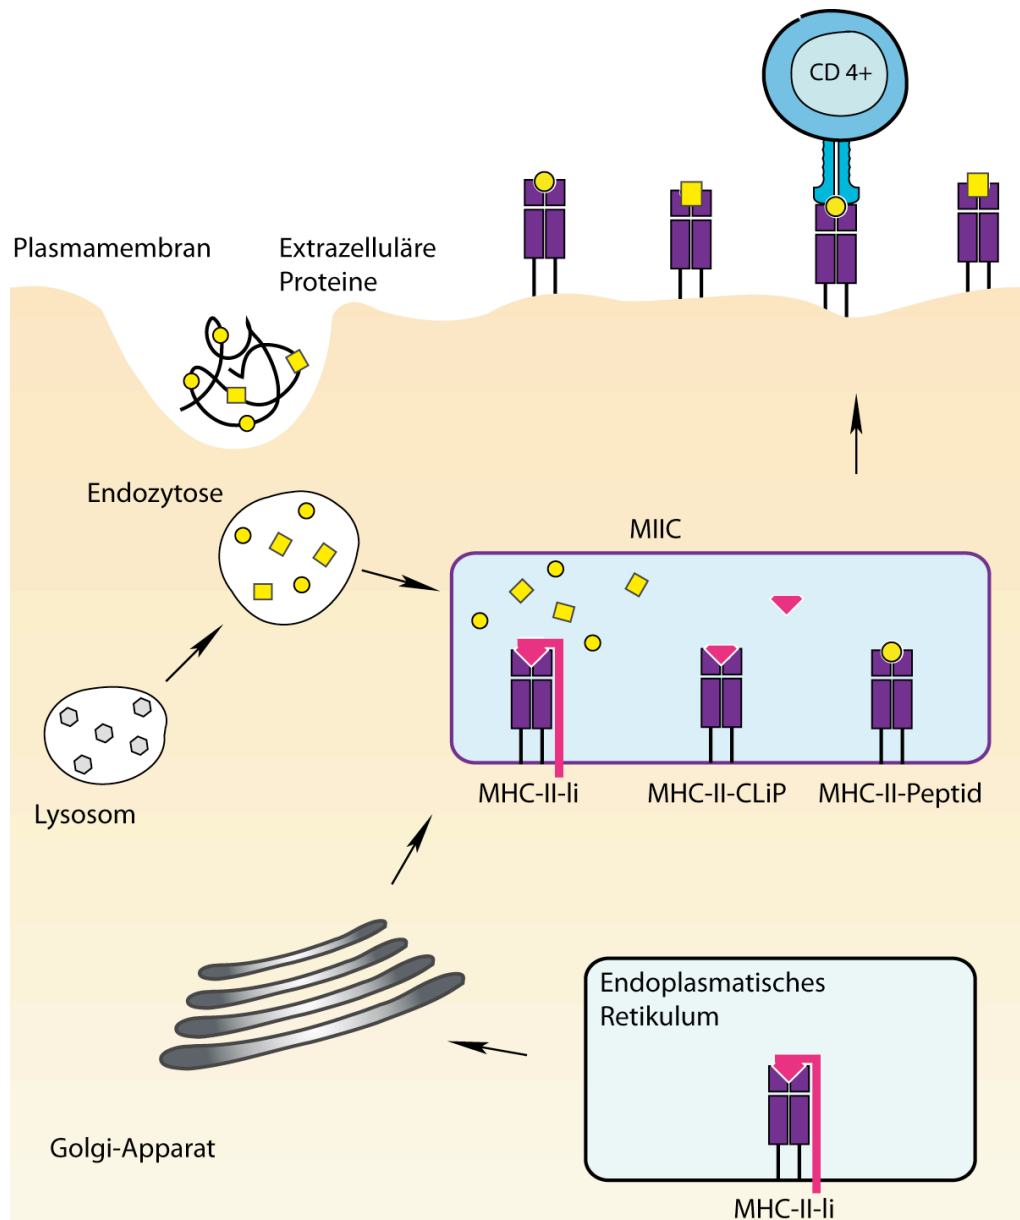 CD 4+
Plasmamembran
Extrazelluläre
Proteine
Endozytose
MIIC
MHC-II-li
MHC-II-CLiP
MHC-II-Peptid
Lysosom
Endoplasmatisches
Retikulum
Golgi-Apparat
MHC-II-li